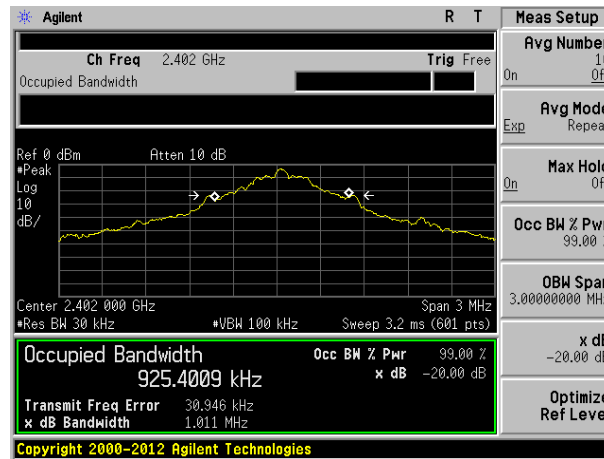 Agilent R T Meas Setup
Ch Freq 2.402 GHz Trig Free
Occupied Bandwidth
Avg Number
On
Avg Mode
Exp
Ref 0 dBm Atten 10 dB
#Peak
Log
10
dB/
Max Hold
On
Occ BW % Pwr
99.00
OBW Span
3.00000000
Center 2.402 000 GHz Span 3 MHz
#Res BW 30 kHz #VBW 100 kHz Sweep 3.2 ms (601 pts)
Occupied Bandwidth
925.4009 kHz
Occ BW % Pwr 99.00 %
x dB -20.00 dB
Transmit Freq Error 30.946 kHz
x dB Bandwidth 1.011 MHz
x dB
-20.00 dB
Optimize
Ref Level
Copyright 2000-2012 Agilent Technologies